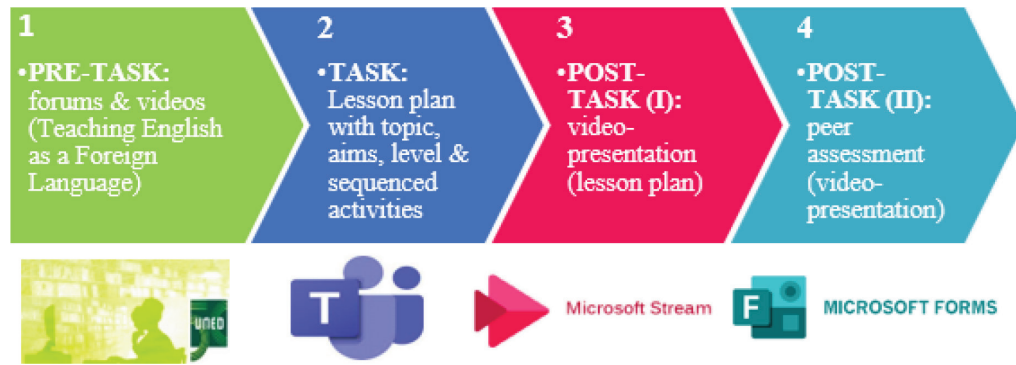 1
•PRE-TASK:
forums & videos
(Teaching English
as a Foreign
Language)
2
•TASK:
Lesson plan
with topic,
aims, level &
sequenced
activities
3
•POST-
TASK (I):
video-
presentation
(lesson plan)
4
•POST-
TASK (II):
peer
assessment
(video-
presentation)
UNED
T
Microsoft Stream
F
MICROSOFT FORMS